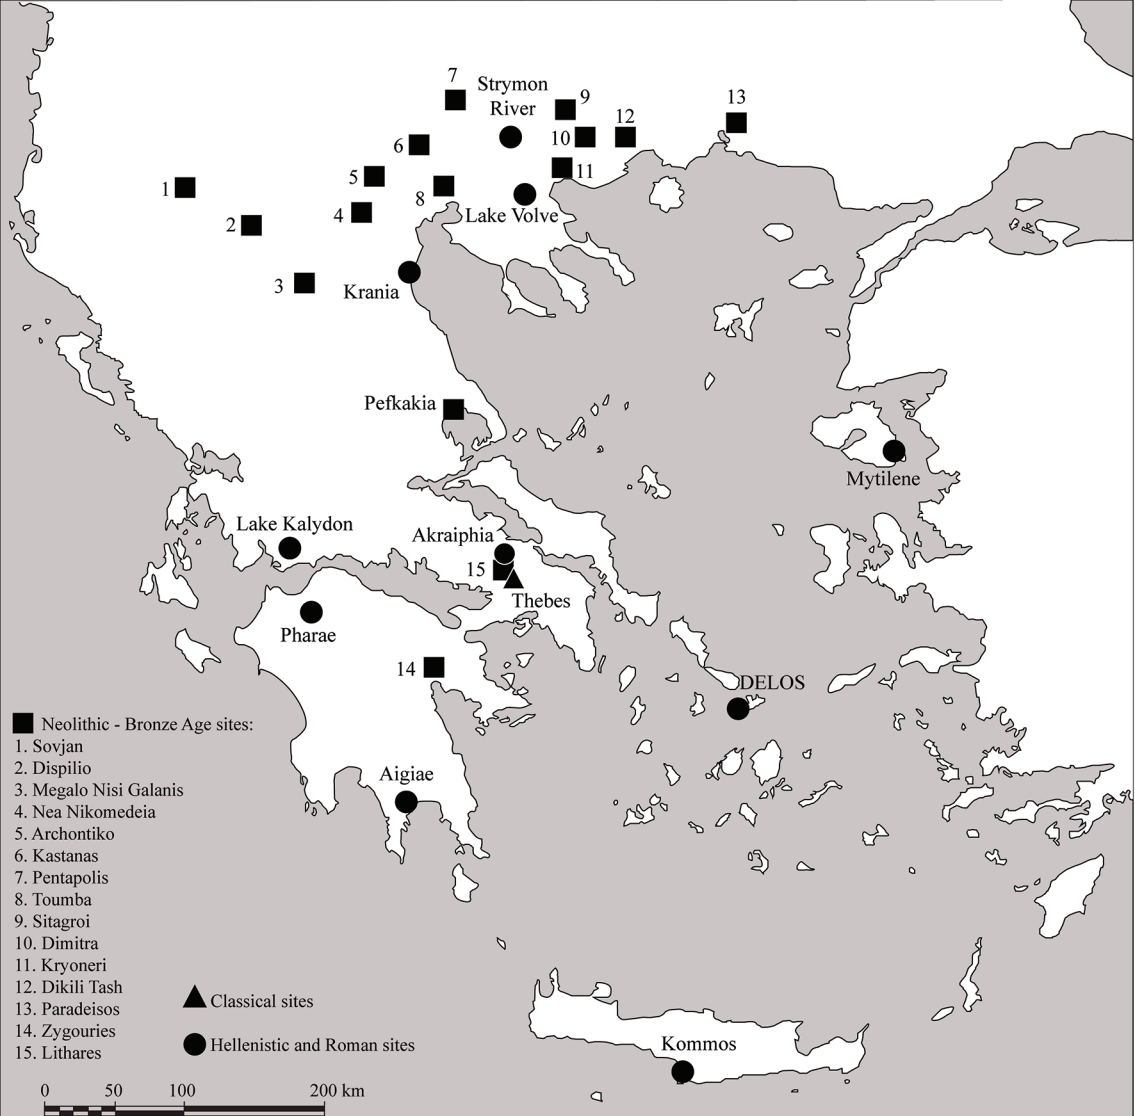 7
Strymon
River
9
13
12
10
6
11
5
1
8
4
Lake Volve
2
3
Krania
Pefkakia
Mytilene
Lake Kalydon
Akraiphia
15
Thebes
Pharae
14
DELOS
Neolithic - Bronze Age sites:
1. Sovjan
2. Dispilio
3. Megalo Nisi Galanis
4. Nea Nikomedeia
5. Archontiko
6. Kastanas
7. Pentapolis
8. Toumba
9. Sitagroi
10. Dimitra
11. Kryoneri
12. Dikili Tash
13. Paradeisos
14. Zygouries
15. Lithares
Aigiae
Classical sites
Hellenistic and Roman sites
Kommos
0 50 100 200 km